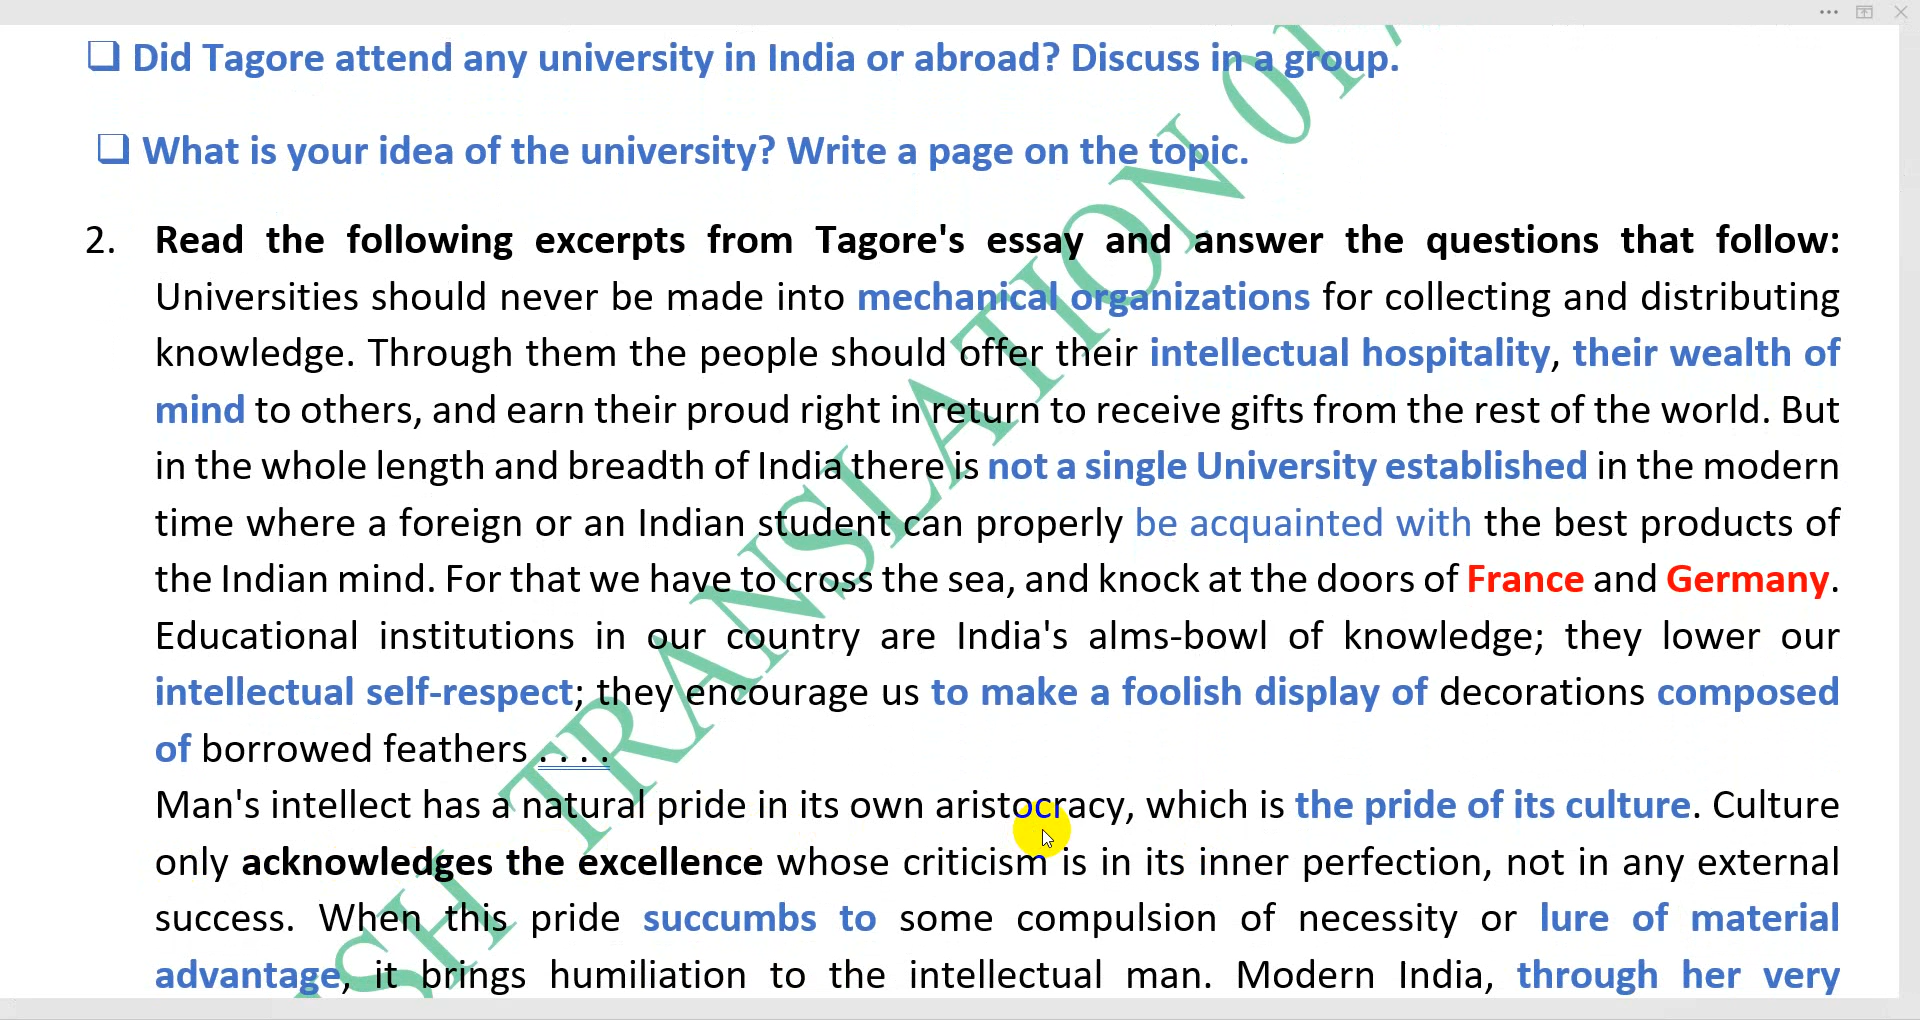 ❑ Did Tagore attend any university in India or abroad? Discuss in a group.
❑ What is your idea of the university? Write a page on the topic.
2. Read the following excerpts from Tagore's essay and answer the questions that follow:
Universities should never be made into mechanical organizations for collecting and distributing
knowledge. Through them the people should offer their intellectual hospitality, their wealth of
mind to others, and earn their proud right in return to receive gifts from the rest of the world. But
in the whole length and breadth of India there is not a single University established in the modern
time where a foreign or an Indian student can properly be acquainted with the best products of
the Indian mind. For that we have to cross the sea, and knock at the doors of France and Germany.
Educational institutions in our country are India's alms-bowl of knowledge; they lower our
intellectual self-respect; they encourage us to make a foolish display of decorations composed
of borrowed feathers . . . .
Man's intellect has a natural pride in its own aristocracy, which is the pride of its culture. Culture
only acknowledges the excellence whose criticism is in its inner perfection, not in any external
success. When this pride succumbs to some compulsion of necessity or lure of material
advantage, it brings humiliation to the intellectual man. Modern India, through her very
SH TRANSLATION 017